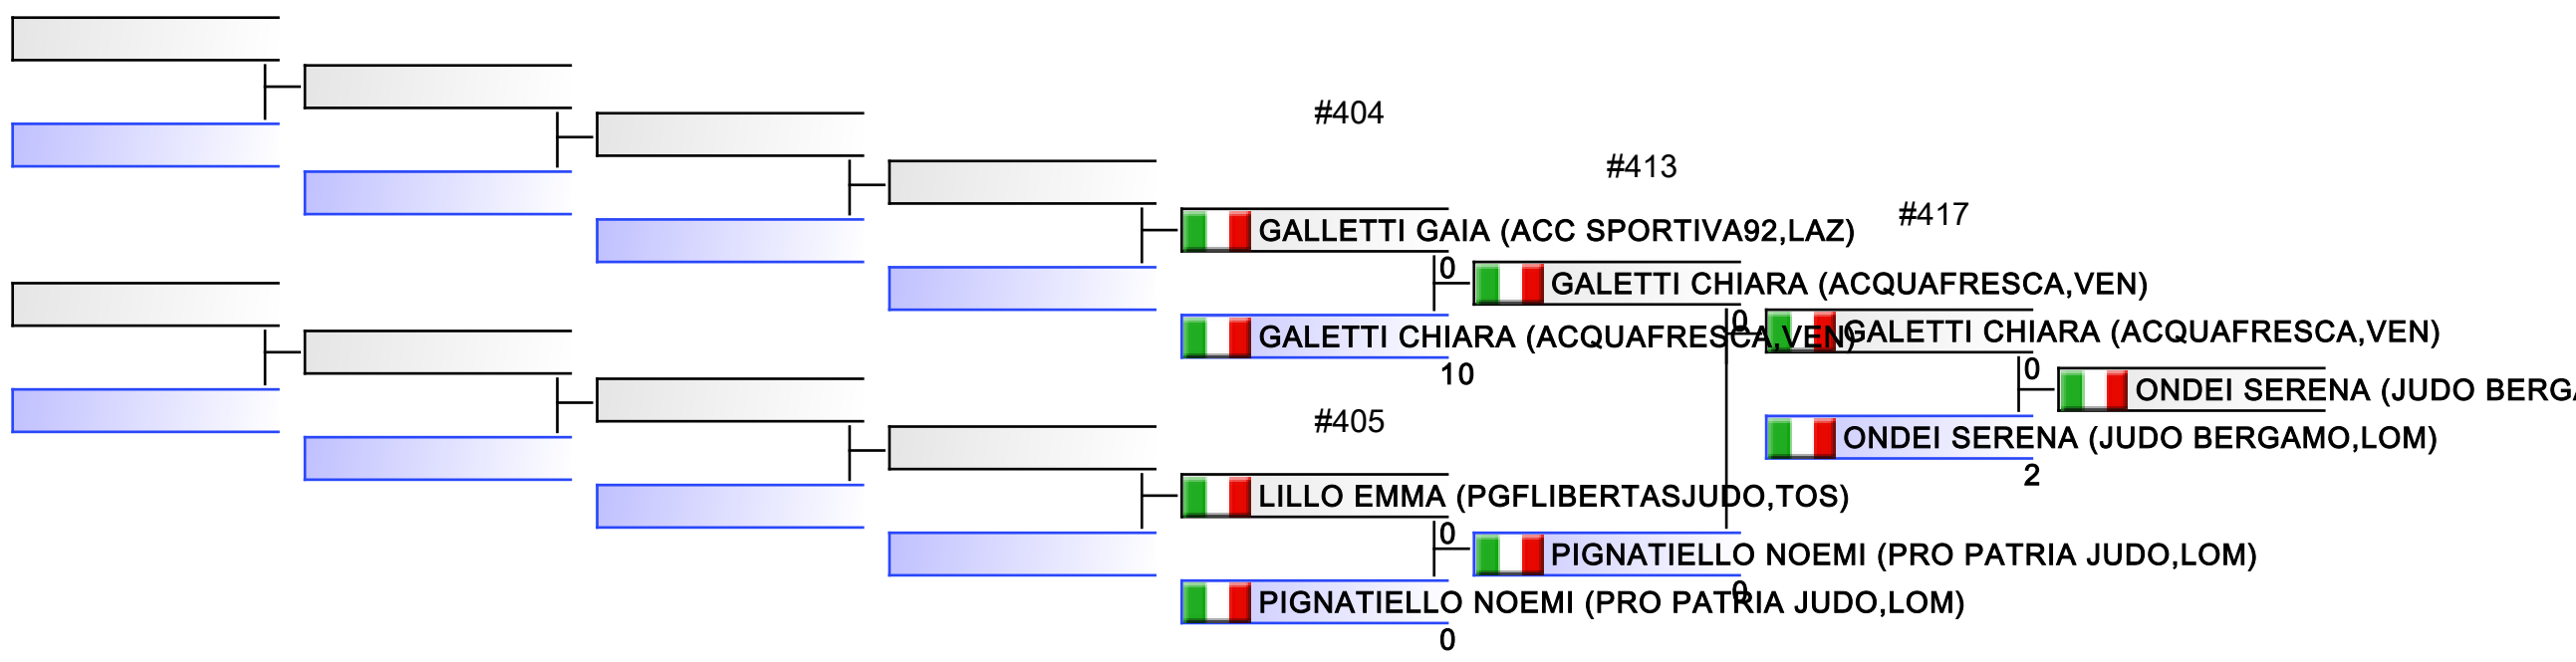 #404
#413
#417
GALLETTI GAIA (ACC SPORTIVA92,LAZ)
0
GALETTI CHIARA (ACQUAFRESCA,VEN)
0
GALETTI CHIARA (ACQUAFRESCA,VEN)
GALETTI CHIARA (ACQUAFRESCA,VEN)
10
0
ONDEI SERENA (JUDO BERGA
#405
ONDEI SERENA (JUDO BERGAMO,LOM)
2
LILLO EMMA (PGFLIBERTASJUDO,TOS)
0
PIGNATIELLO NOEMI (PRO PATRIA JUDO,LOM)
0
PIGNATIELLO NOEMI (PRO PATRIA JUDO,LOM)
0